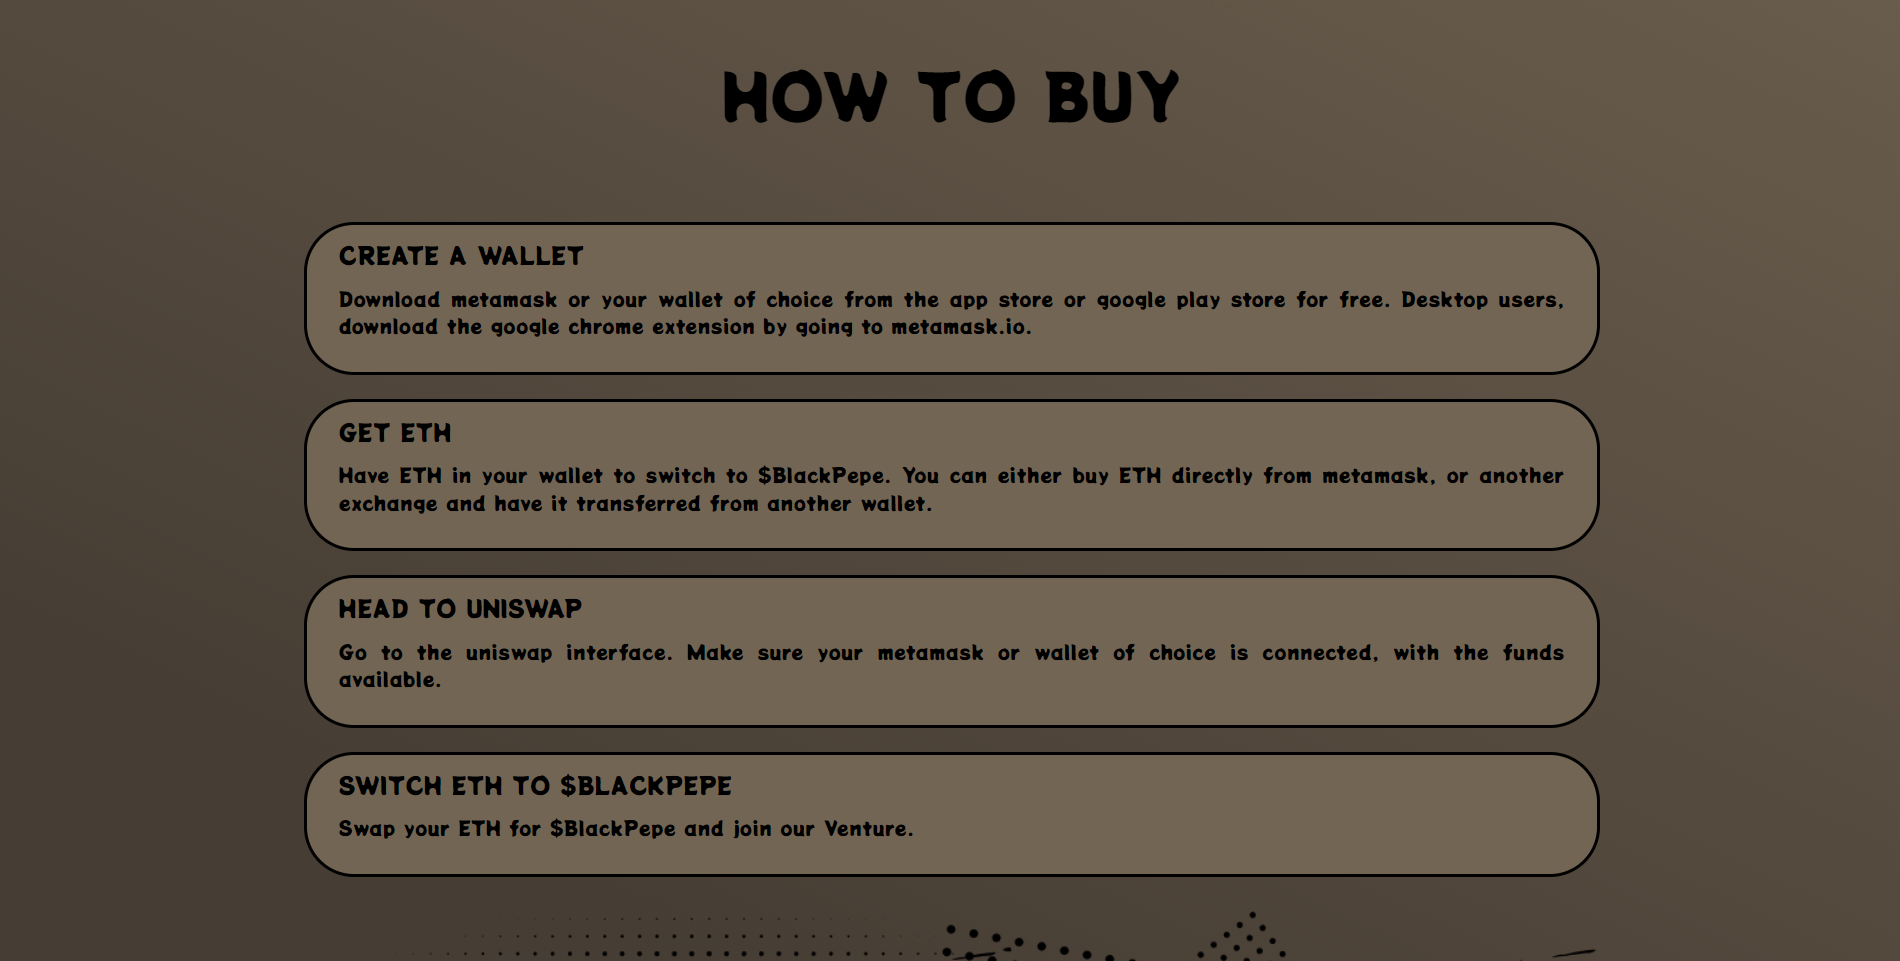 HOW TO BUY
CREATE A WALLET
Download metamask or your wallet of choice from the app store or google play store for free. Desktop users,
download the google chrome extension by going to metamask.io.
GET ETH
Have ETH in your wallet to switch to $BlackPepe. You can either buy ETH directly from metamask, or another
exchange and have it transferred from another wallet.
HEAD TO UNISWAP
Go to the uniswap interface. Make sure your metamask or wallet of choice is connected, with the funds
available.
SWITCH ETH TO $BLACKPEPE
Swap your ETH for $BlackPepe and join our Venture.